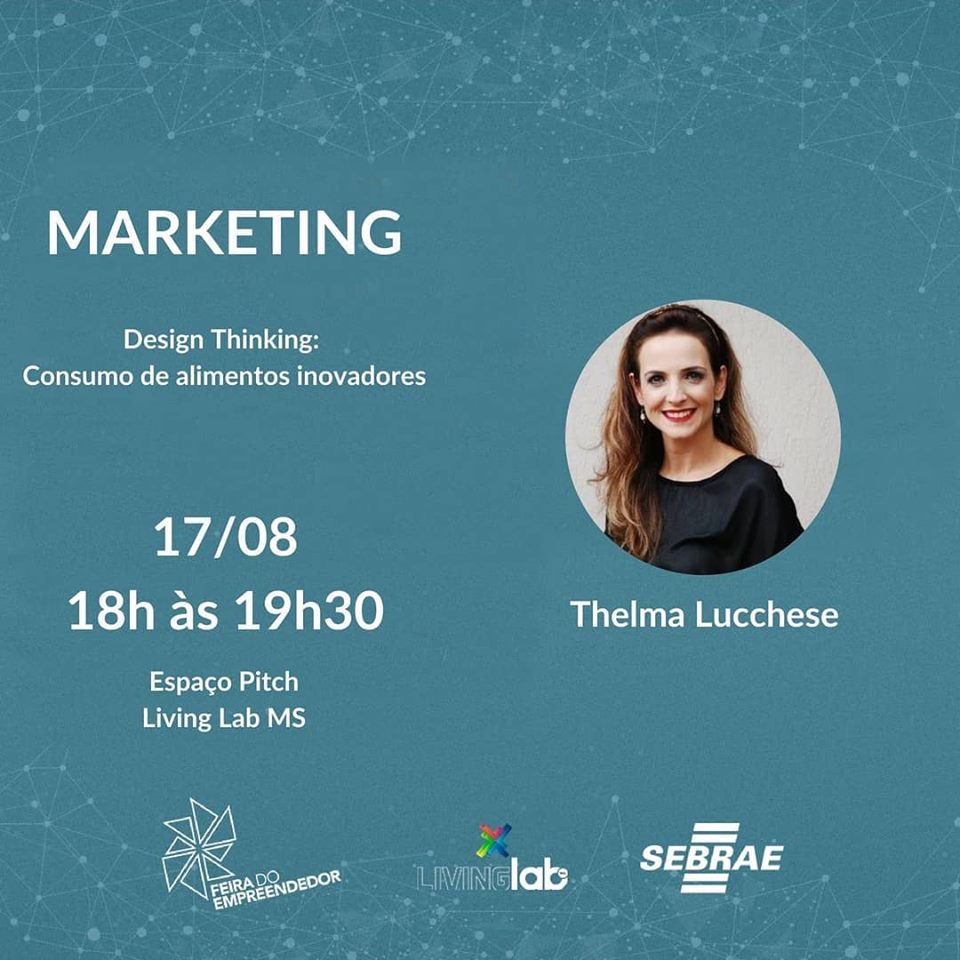 MARKETING
Design Thinking:
Consumo de alimentos inovadores
17/08
18h às 19h30
Espaço Pitch
Living Lab MS
Thelma Lucchese
FEIRA DO
EMPREENDEDOR
LIVINGlab
SEBRAE